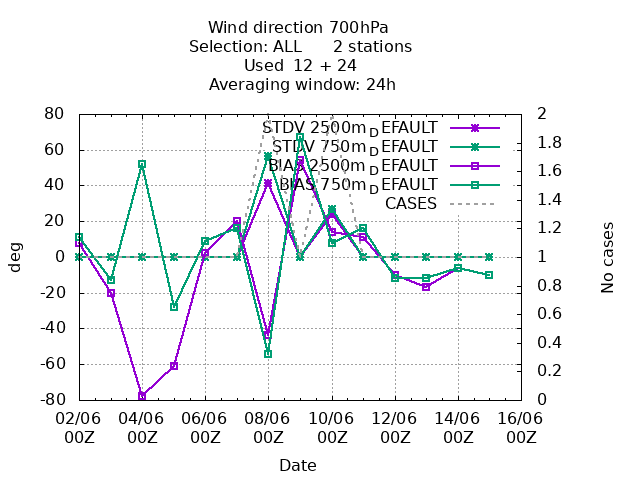 Wind direction 700hPa
Selection: ALL 2 stations
Used 12 + 24
Averaging window: 24h
80 2
STDV 2500m DEFAULT
60 1.8
STDV 750m DEFAULT
BIAS 2500m DEFAULT
40 1.6
BIAS 750m DEFAULT
CASES
1.4
20 1.2
0 1
deg No cases
-20 0.8
0.6
-40 0.4
-60 0.2
-80 0
02/06 04/06 06/06 08/06 10/06 12/06 14/06 16/06
00Z 00Z 00Z 00Z 00Z 00Z 00Z 00Z
Date